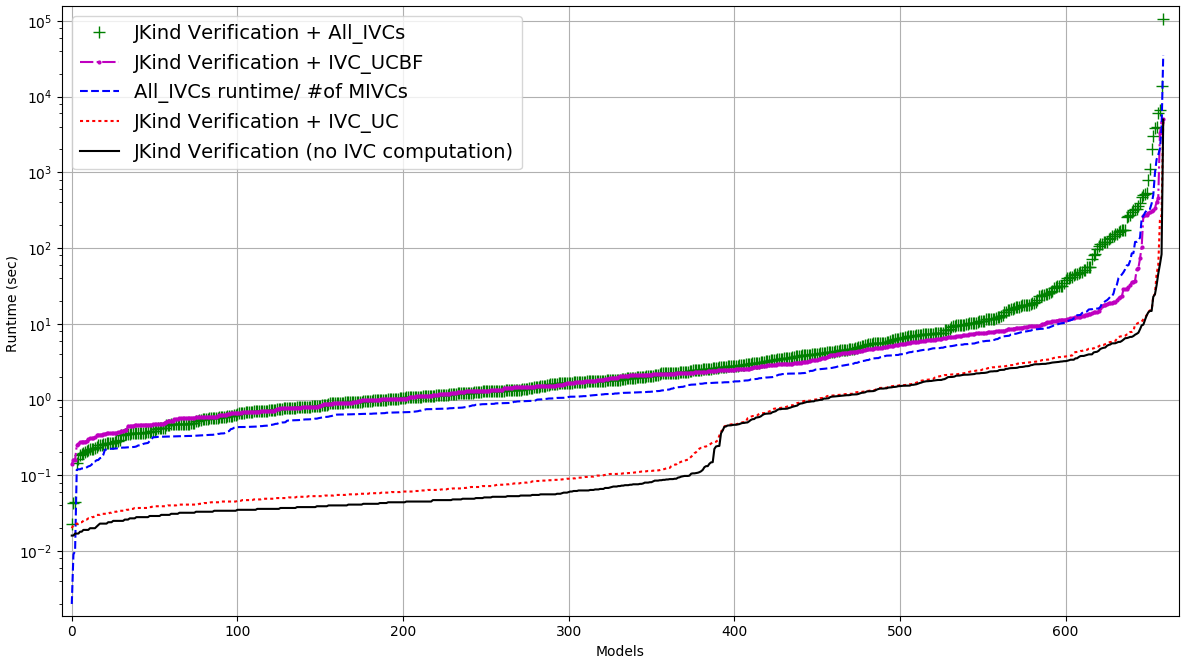 JKind Verification + All_IVCs
JKind Verification + IVC_UCBF
All_IVCs runtime/ #of MIVCs
JKind Verification + IVC_UC
JKind Verification (no IVC computation)
10^5
10^4
10^3
10^2
10^1
10^0
10^−1
10^−2
Runtime (sec)
0 100 200 300 400 500 600
Models